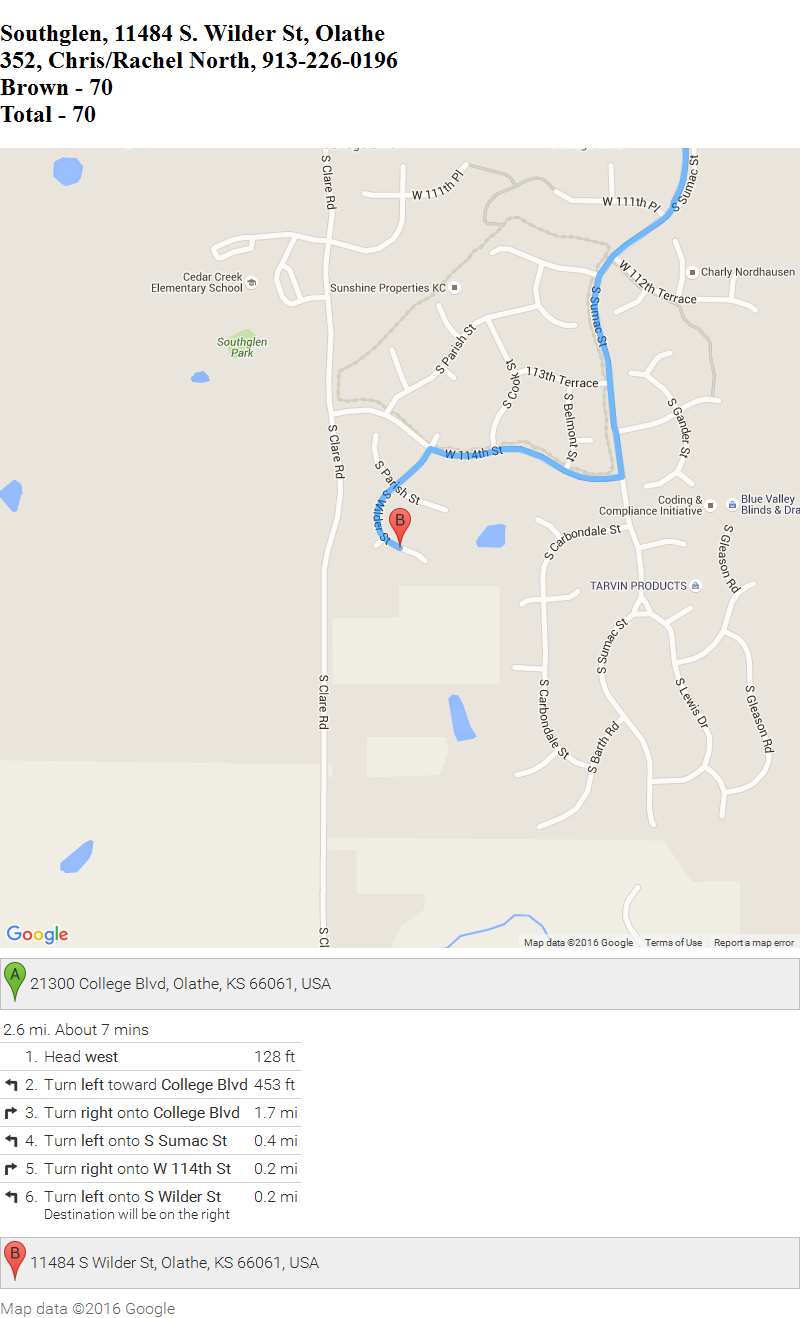 Southglen, 11484 S. Wilder St, Olathe
352, Chris/Rachel North, 913-226-0196
Brown - 70
Total - 70
S Clare Rd
W 111th Pl
W 111th Pl
S Sumac St
Cedar Creek
Elementary School
Sunshine Properties KC
W 112th Terrace
Charly Nordhausen
Southglen
Park
S Sumac St
S Parish St
S Cook St
113th Terrace
S Belmont St
S Gander St
S Clare Rd
W 114th St
S Parish St
S Wilder St
B
Coding &
Compliance Initiative
Blue Valley
Blinds & Dra
S Carbondale St
S Gleason Rd
TARVIN PRODUCTS
S Sumac St
S Clare Rd
S Carbondale St
S Lewis Dr
S Gleason Rd
S Barth Rd
S Cl
Google
Map data ©2016 Google
Terms of Use
Report a map error
A
21300 College Blvd, Olathe, KS 66061, USA
2.6 mi. About 7 mins
1. Head west 128 ft
2. Turn left toward College Blvd 453 ft
3. Turn right onto College Blvd 1.7 mi
4. Turn left onto S Sumac St 0.4 mi
5. Turn right onto W 114th St 0.2 mi
6. Turn left onto S Wilder St 0.2 mi
Destination will be on the right
B
11484 S Wilder St, Olathe, KS 66061, USA
Map data ©2016 Google